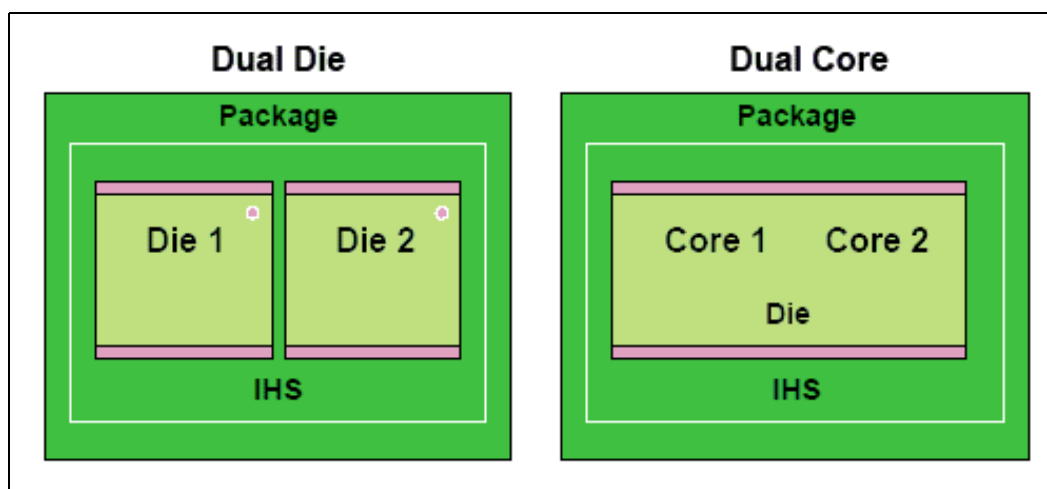 Dual Die
Package
Die 1
Die 2
IHS
Dual Core
Package
Core 1
Core 2
Die
IHS